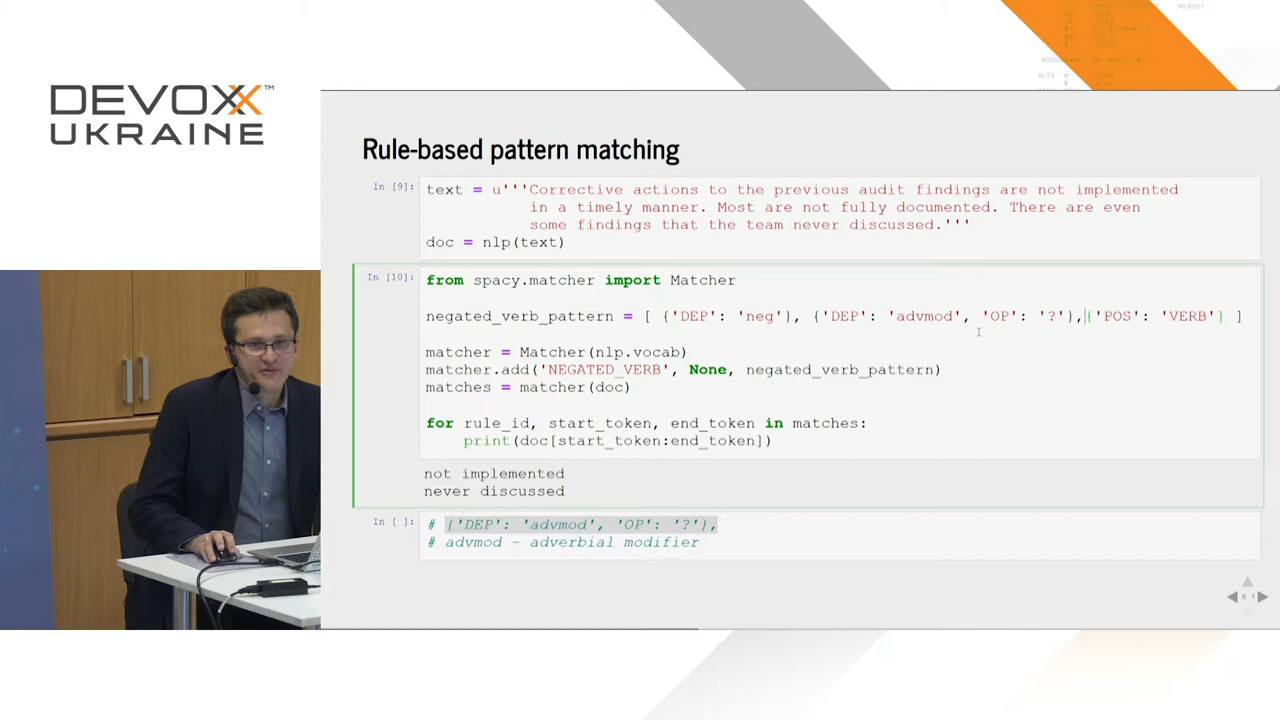 DEVOXX™
UKRAINE
Rule-based pattern matching
In [9]:
text = u'''Corrective actions to the previous audit findings are not implemented
in a timely manner. Most are not fully documented. There are even
some findings that the team never discussed.'''
doc = nlp(text)
In [10]:
from spacy.matcher import Matcher
negated_verb_pattern = [ {'DEP': 'neg'}, {'DEP': 'advmod', 'OP': '?'},{'POS': 'VERB'} ]
matcher = Matcher(nlp.vocab)
matcher.add('NEGATED_VERB', None, negated_verb_pattern)
matches = matcher(doc)
for rule_id, start_token, end_token in matches:
print(doc[start_token:end_token])
not implemented
never discussed
In [ ]:
# {'DEP': 'advmod', 'OP': '?'},
# advmod - adverbial modifier
6 1